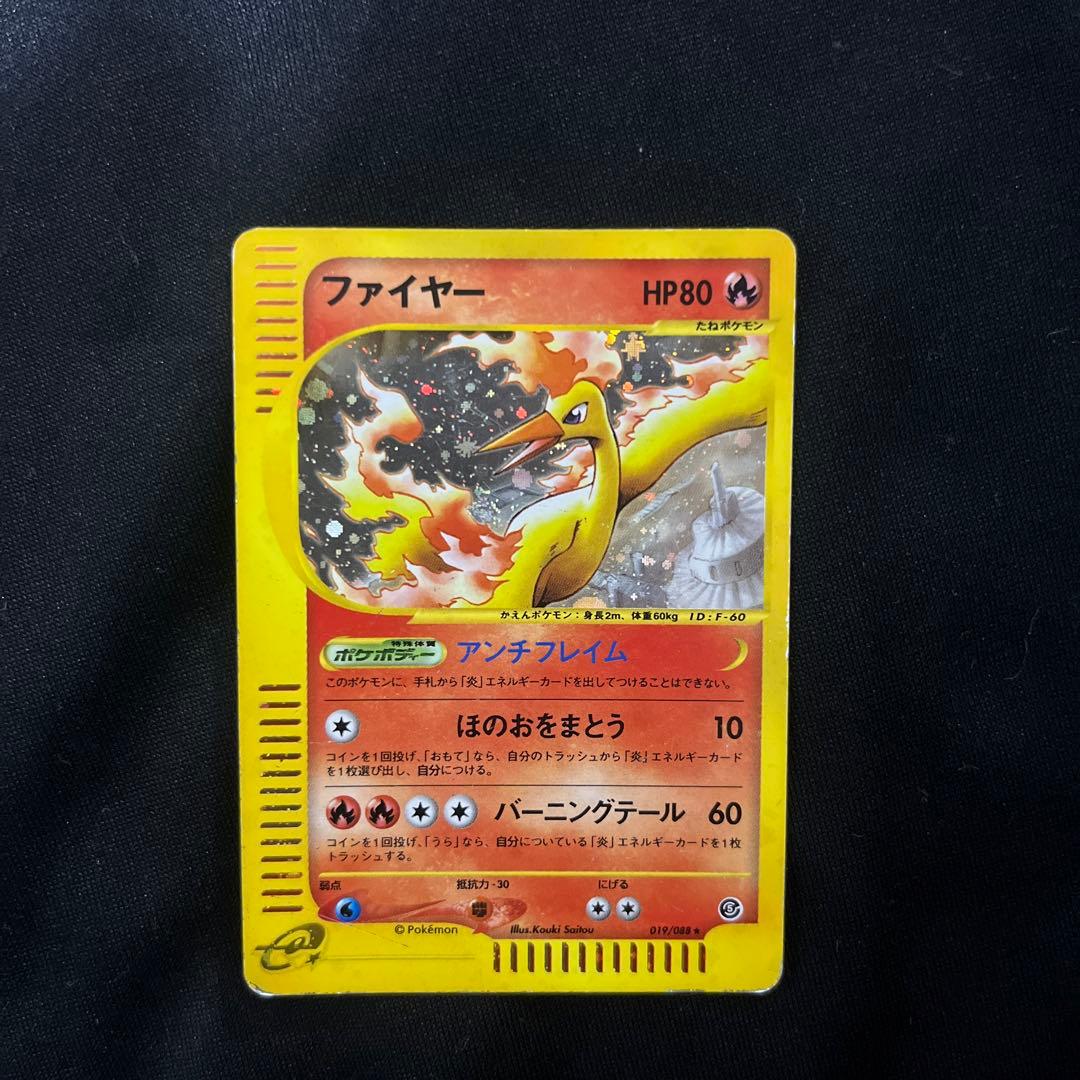 ファイヤー HP80
たねポケモン
かえんポケモン：身長2m、体重60kg ID:F-60
特殊体質
ポケボディー アンチフレイム
このポケモンに、手札から「炎」エネルギーカードを出してつけることはできない。
ほのおをまとう 10
コインを1回投げ、「おもて」なら、自分のトラッシュから「炎」エネルギーカード
を1枚選び出し、自分につける。
バーニングテール 60
コインを1回投げ、「うら」なら、自分についている「炎」エネルギーカードを1枚
トラッシュする。
弱点 抵抗力-30 にげる
5
© Pokémon Illus.Kouki Saitou 019/088 ★
e